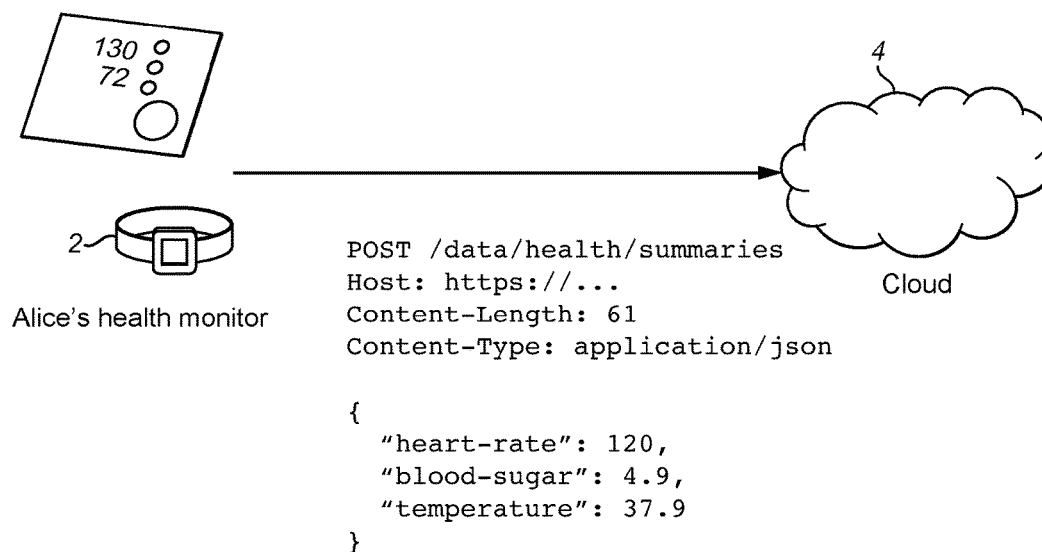 130
72
4
2
Alice's health monitor
POST /data/health/summaries
Host: https://...
Content-Length: 61
Content-Type: application/json
{
  “heart-rate”: 120,
  “blood-sugar”: 4.9,
  “temperature”: 37.9
}
Cloud